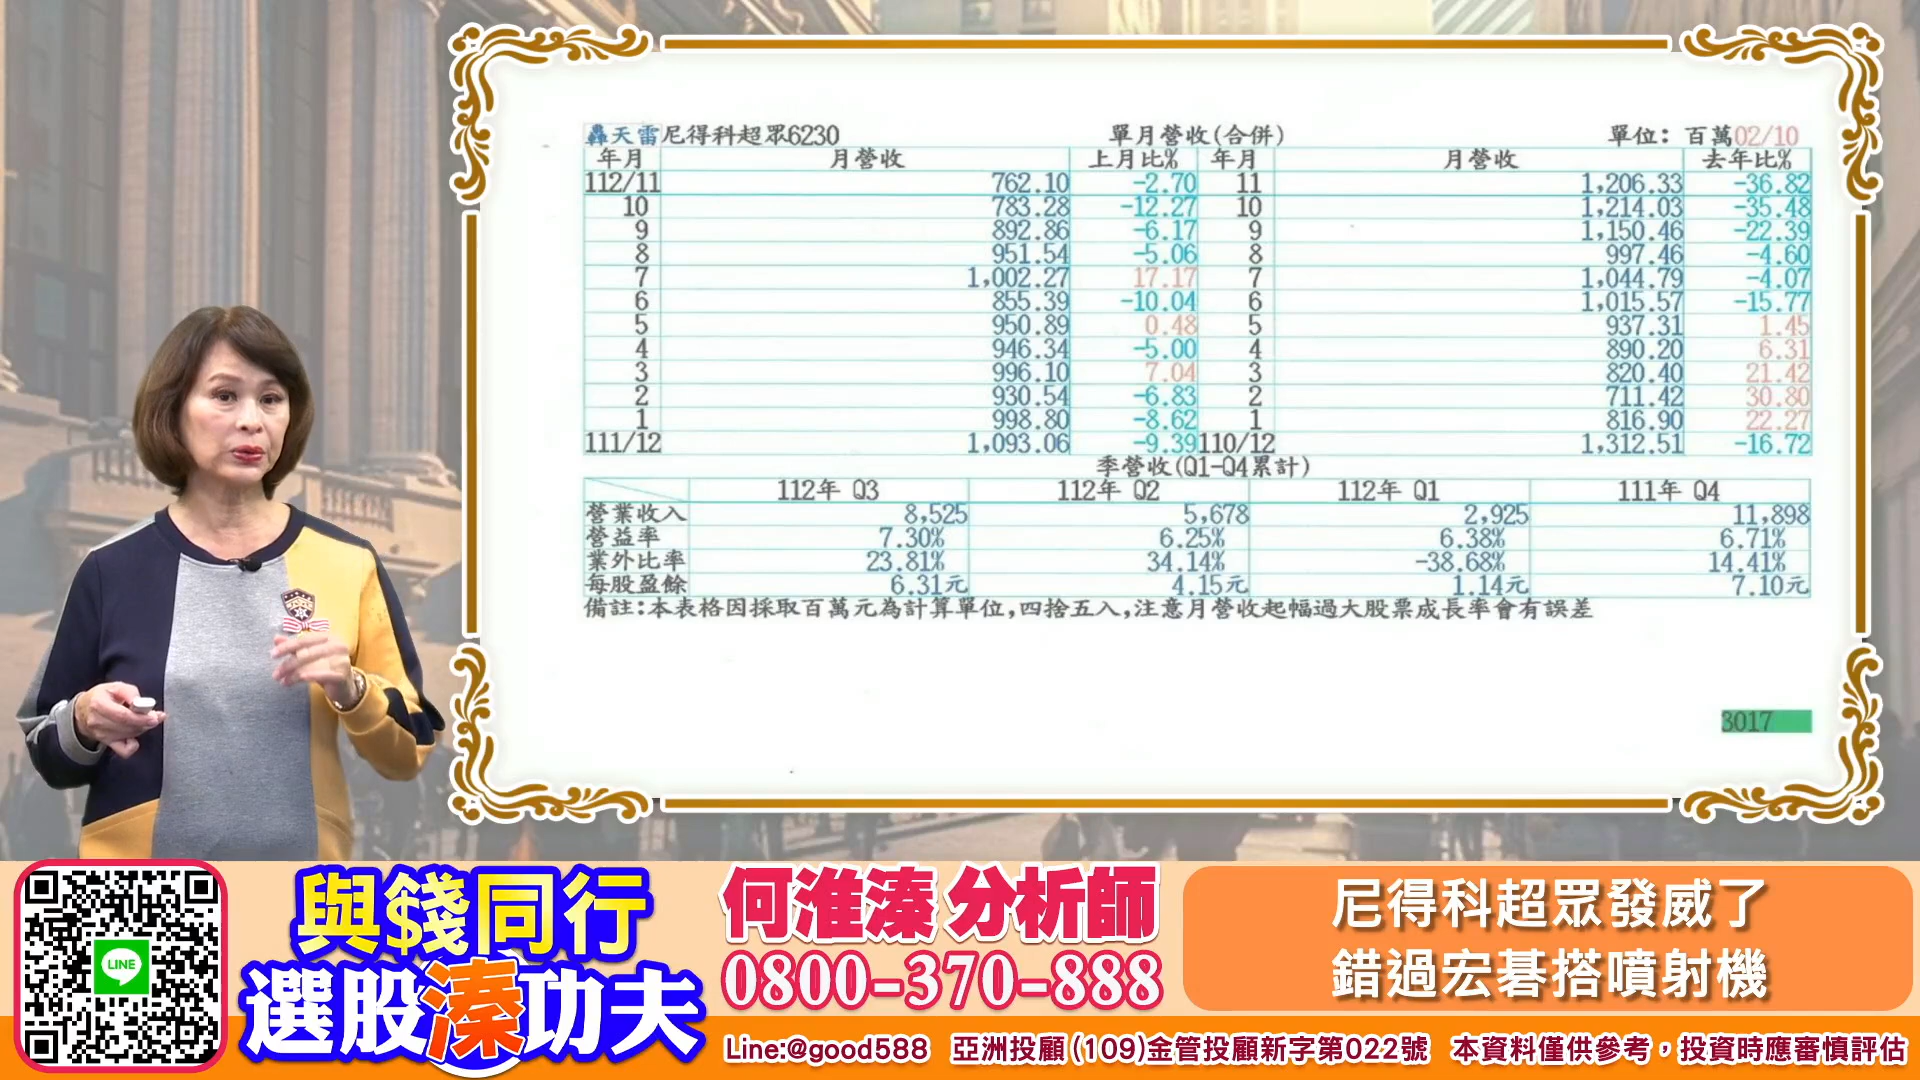 轟天雷尼得科超眾6230 單月營收(合併) 單位: 百萬02/10
年月 月營收 上月比% 年月 月營收 去年比%
112/11 762.10 -2.70 11 1,206.33 -36.82
10 783.28 -12.27 10 1,214.03 -35.48
9 892.86 -6.17 9 1,150.46 -22.39
8 951.54 -5.06 8 997.46 -4.60
7 1,002.27 17.17 7 1,044.79 -4.07
6 855.39 -10.04 6 1,015.57 -15.77
5 950.89 0.48 5 937.31 1.45
4 946.34 -5.00 4 890.20 6.31
3 996.10 7.04 3 820.40 21.42
2 930.54 -6.83 2 711.42 30.80
1 998.80 -8.62 1 816.90 22.27
111/12 1,093.06 -9.39 110/12 1,312.51 -16.72
季營收(Q1-Q4累計)
112年 Q3 112年 Q2 112年 Q1 111年 Q4
營業收入 8,525 5,678 2,925 11,898
營益率 7.30% 6.25% 6.38% 6.71%
業外比率 23.81% 34.14% -38.68% 14.41%
每股盈餘 6.31元 4.15元 1.14元 7.10元
備註:本表格因採取百萬元為計算單位,四捨五入,注意月營收起幅過大股票成長率會有誤差
3017
LINE
與$錢同行
選股溱功夫
何淮溱 分析師
0800-370-888
尼得科超眾發威了
錯過宏碁搭噴射機
Line:@good588 亞洲投顧 (109)金管投顧新字第022號 本資料僅供參考，投資時應審慎評估